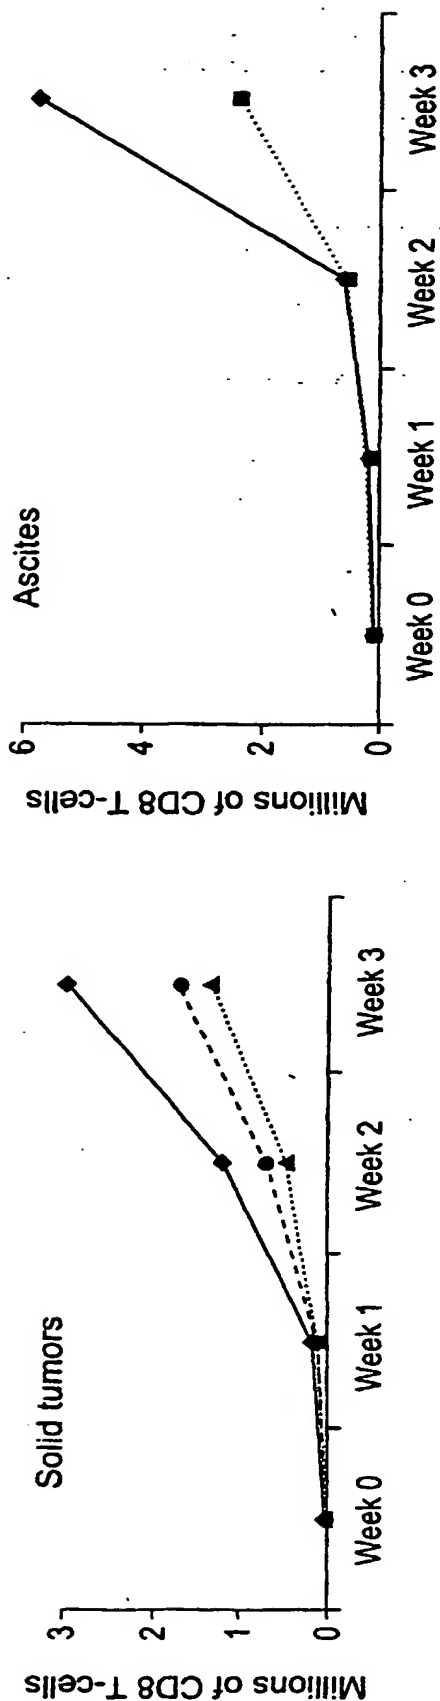 Solid tumors
Millions of CD8 T-cells
3
2
1
0
Week 0
Week 1
Week 2
Week 3
Ascites
Millions of CD8 T-cells
6
4
2
0
Week 0
Week 1
Week 2
Week 3